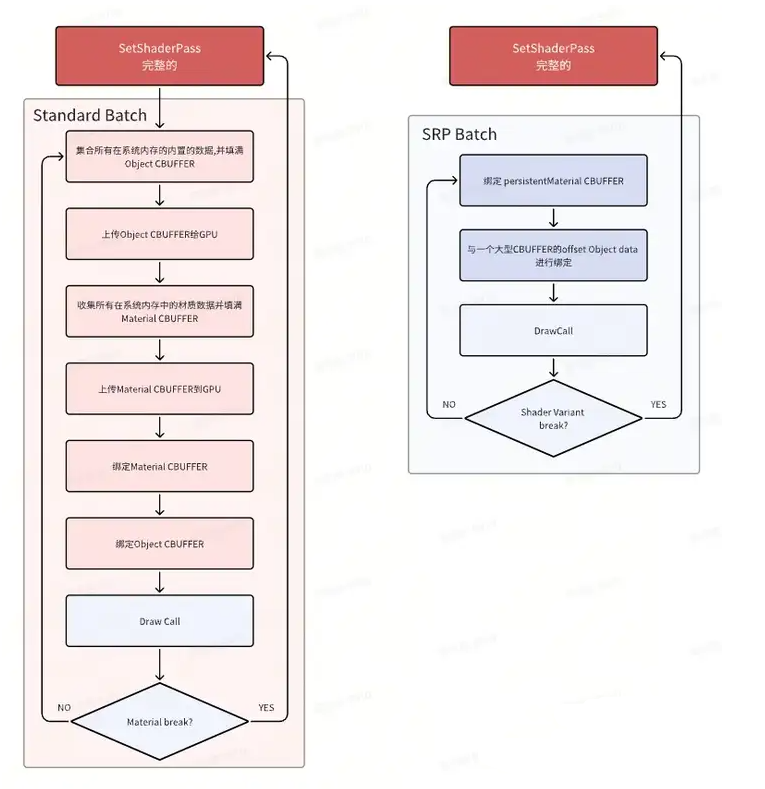 SetShaderPass
完整的
Standard Batch
集合所有在系统内存的内置的数据,并填满
Object CBUFFER
上传Object CBUFFER给GPU
收集所有在系统内存中的材质数据并填满
Material CBUFFER
上传Material CBUFFER到GPU
绑定Material CBUFFER
绑定Object CBUFFER
Draw Call
Material break?
NO
YES
SetShaderPass
完整的
SRP Batch
绑定 persistentMaterial CBUFFER
与一个大型CBUFFER的offset Object data
进行绑定
DrawCall
Shader Variant
break?
NO
YES